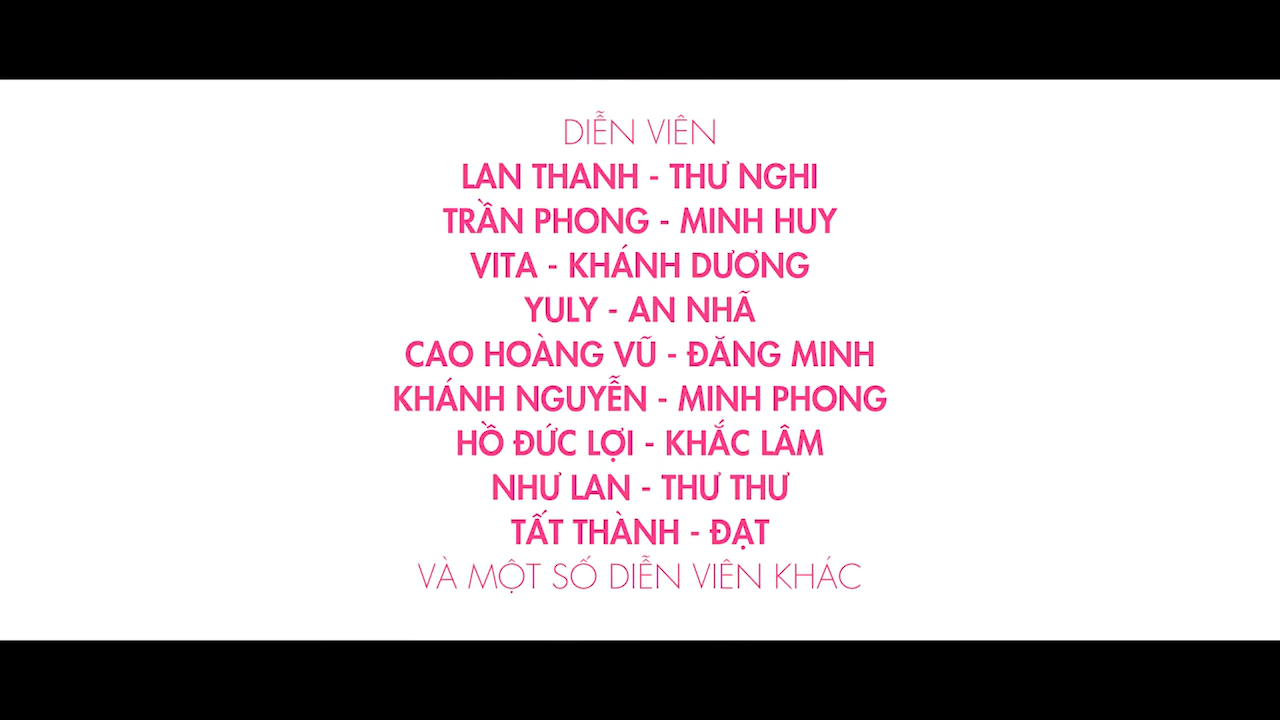 DIỄN VIÊN
LAN THANH - THƯ NGHI
TRẦN PHONG - MINH HUY
VITA - KHÁNH DƯƠNG
YULY - AN NHÃ
CAO HOÀNG VŨ - ĐĂNG MINH
KHÁNH NGUYỄN - MINH PHONG
HỒ ĐỨC LỢI - KHẮC LÂM
NHƯ LAN - THƯ THƯ
TẤT THÀNH - ĐẠT
VÀ MỘT SỐ DIỄN VIÊN KHÁC